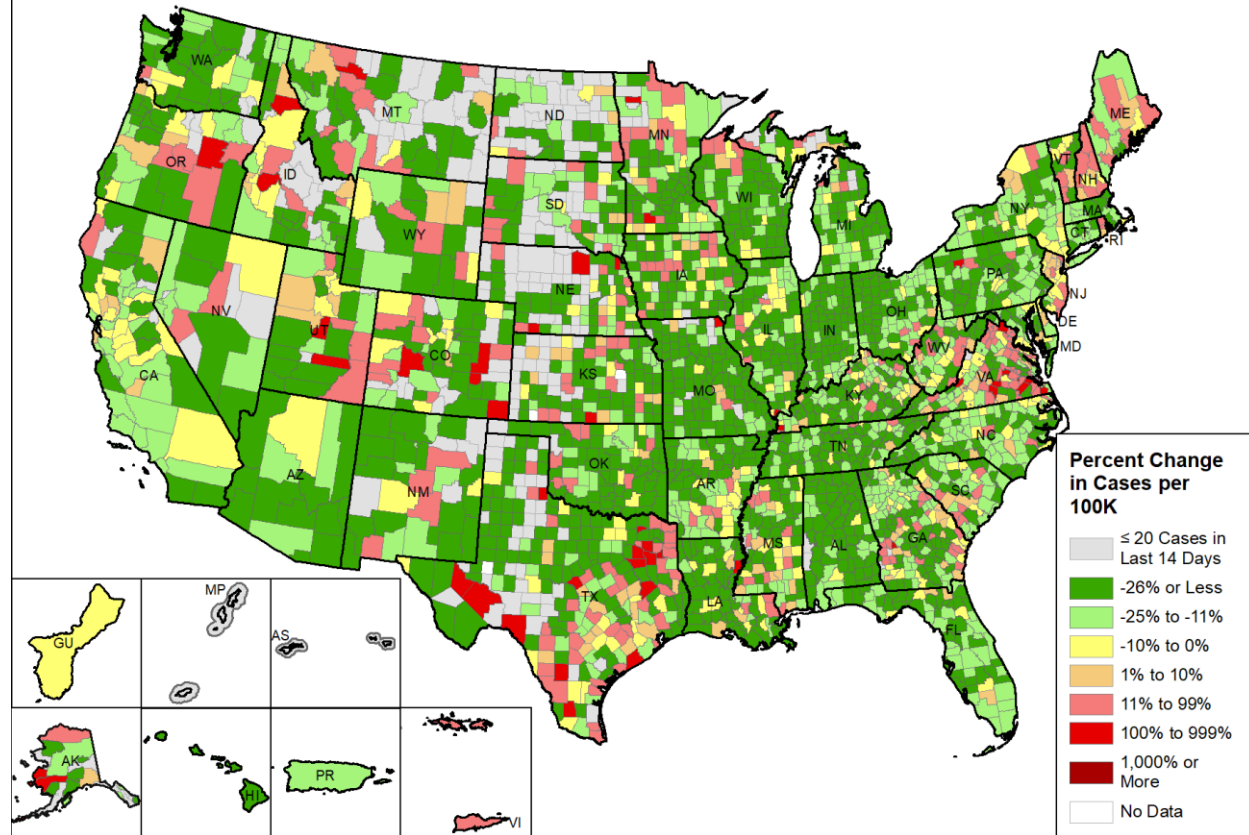 WA
MT
ND
MN
ME
OR
ID
SD
WI
VT
NH
WY
NY
MA
MI
CT
RI
IA
NE
PA
NJ
NV
UT
CO
IL
IN
OH
DE
MD
WV
CA
KS
MO
VA
KY
NC
TN
AZ
NM
OK
AR
SC
MS
AL
GA
TX
LA
FL
GU
MP
AS
AK
HI
PR
VI
Percent Change
in Cases per
100K
≤ 20 Cases in
Last 14 Days
-26% or Less
-25% to -11%
-10% to 0%
1% to 10%
11% to 99%
100% to 999%
1,000% or
More
No Data